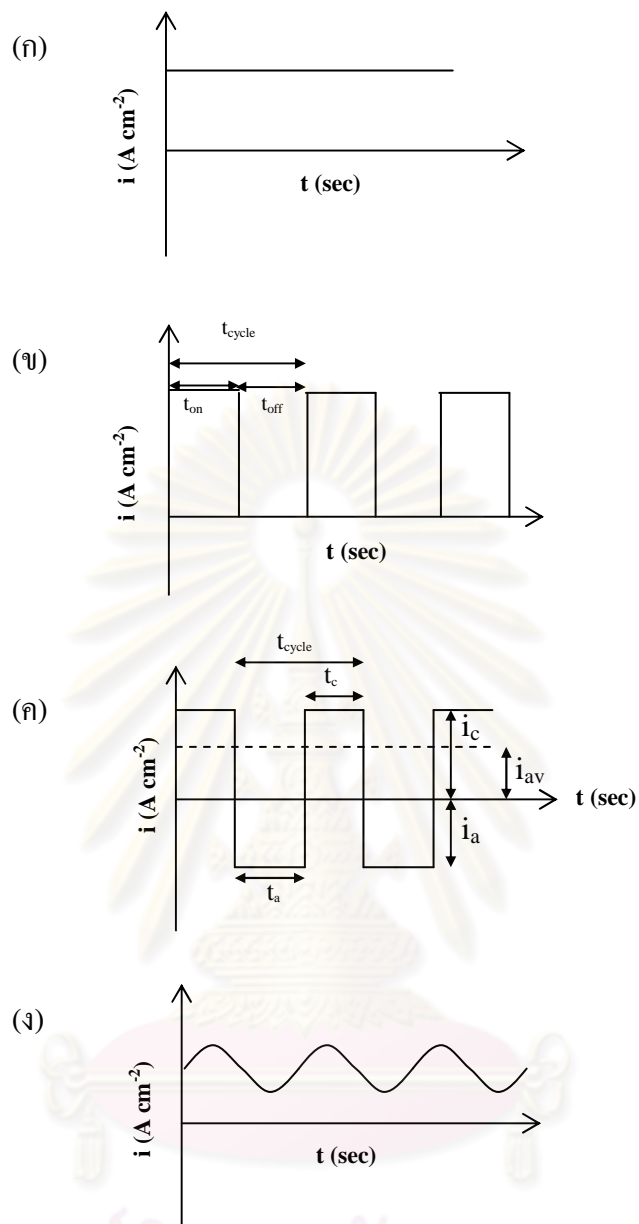 (ก)
i (A cm-2)
t (sec)
(ข)
tcycle
ton
toff
i (A cm-2)
t (sec)
(ค)
tcycle
tc
ic
iav
i (A cm-2)
t (sec)
ia
ta
(ง)
i (A cm-2)
t (sec)